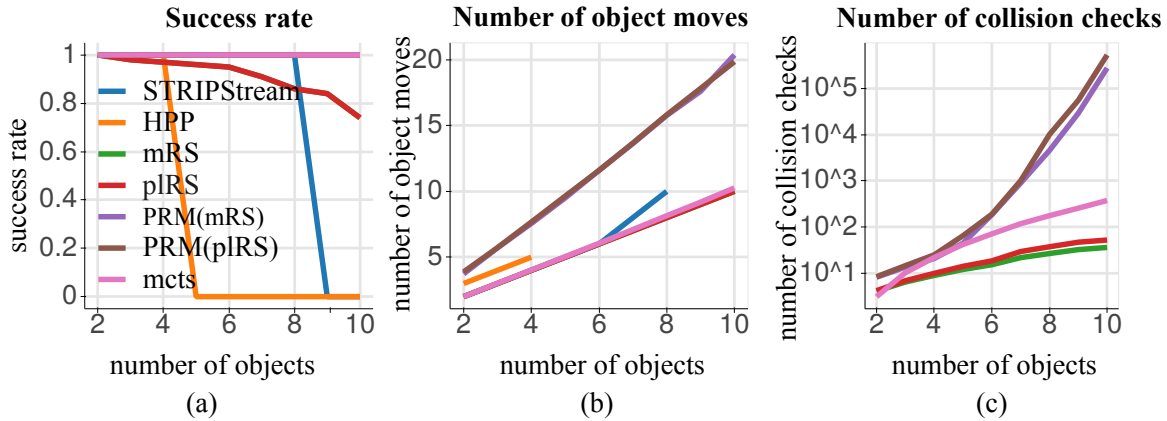 Success rate
Number of object moves
Number of collision checks
success rate
1
0.8
0.6
0.4
0.2
0
STRIPStream
HPP
mRS
plRS
PRM(mRS)
PRM(plRS)
mcts
2 4 6 8 10
number of objects
(a)
number of object moves
20
15
10
5
2 4 6 8 10
number of objects
(b)
number of collision checks
10^5
10^4
10^3
10^2
10^1
2 4 6 8 10
number of objects
(c)